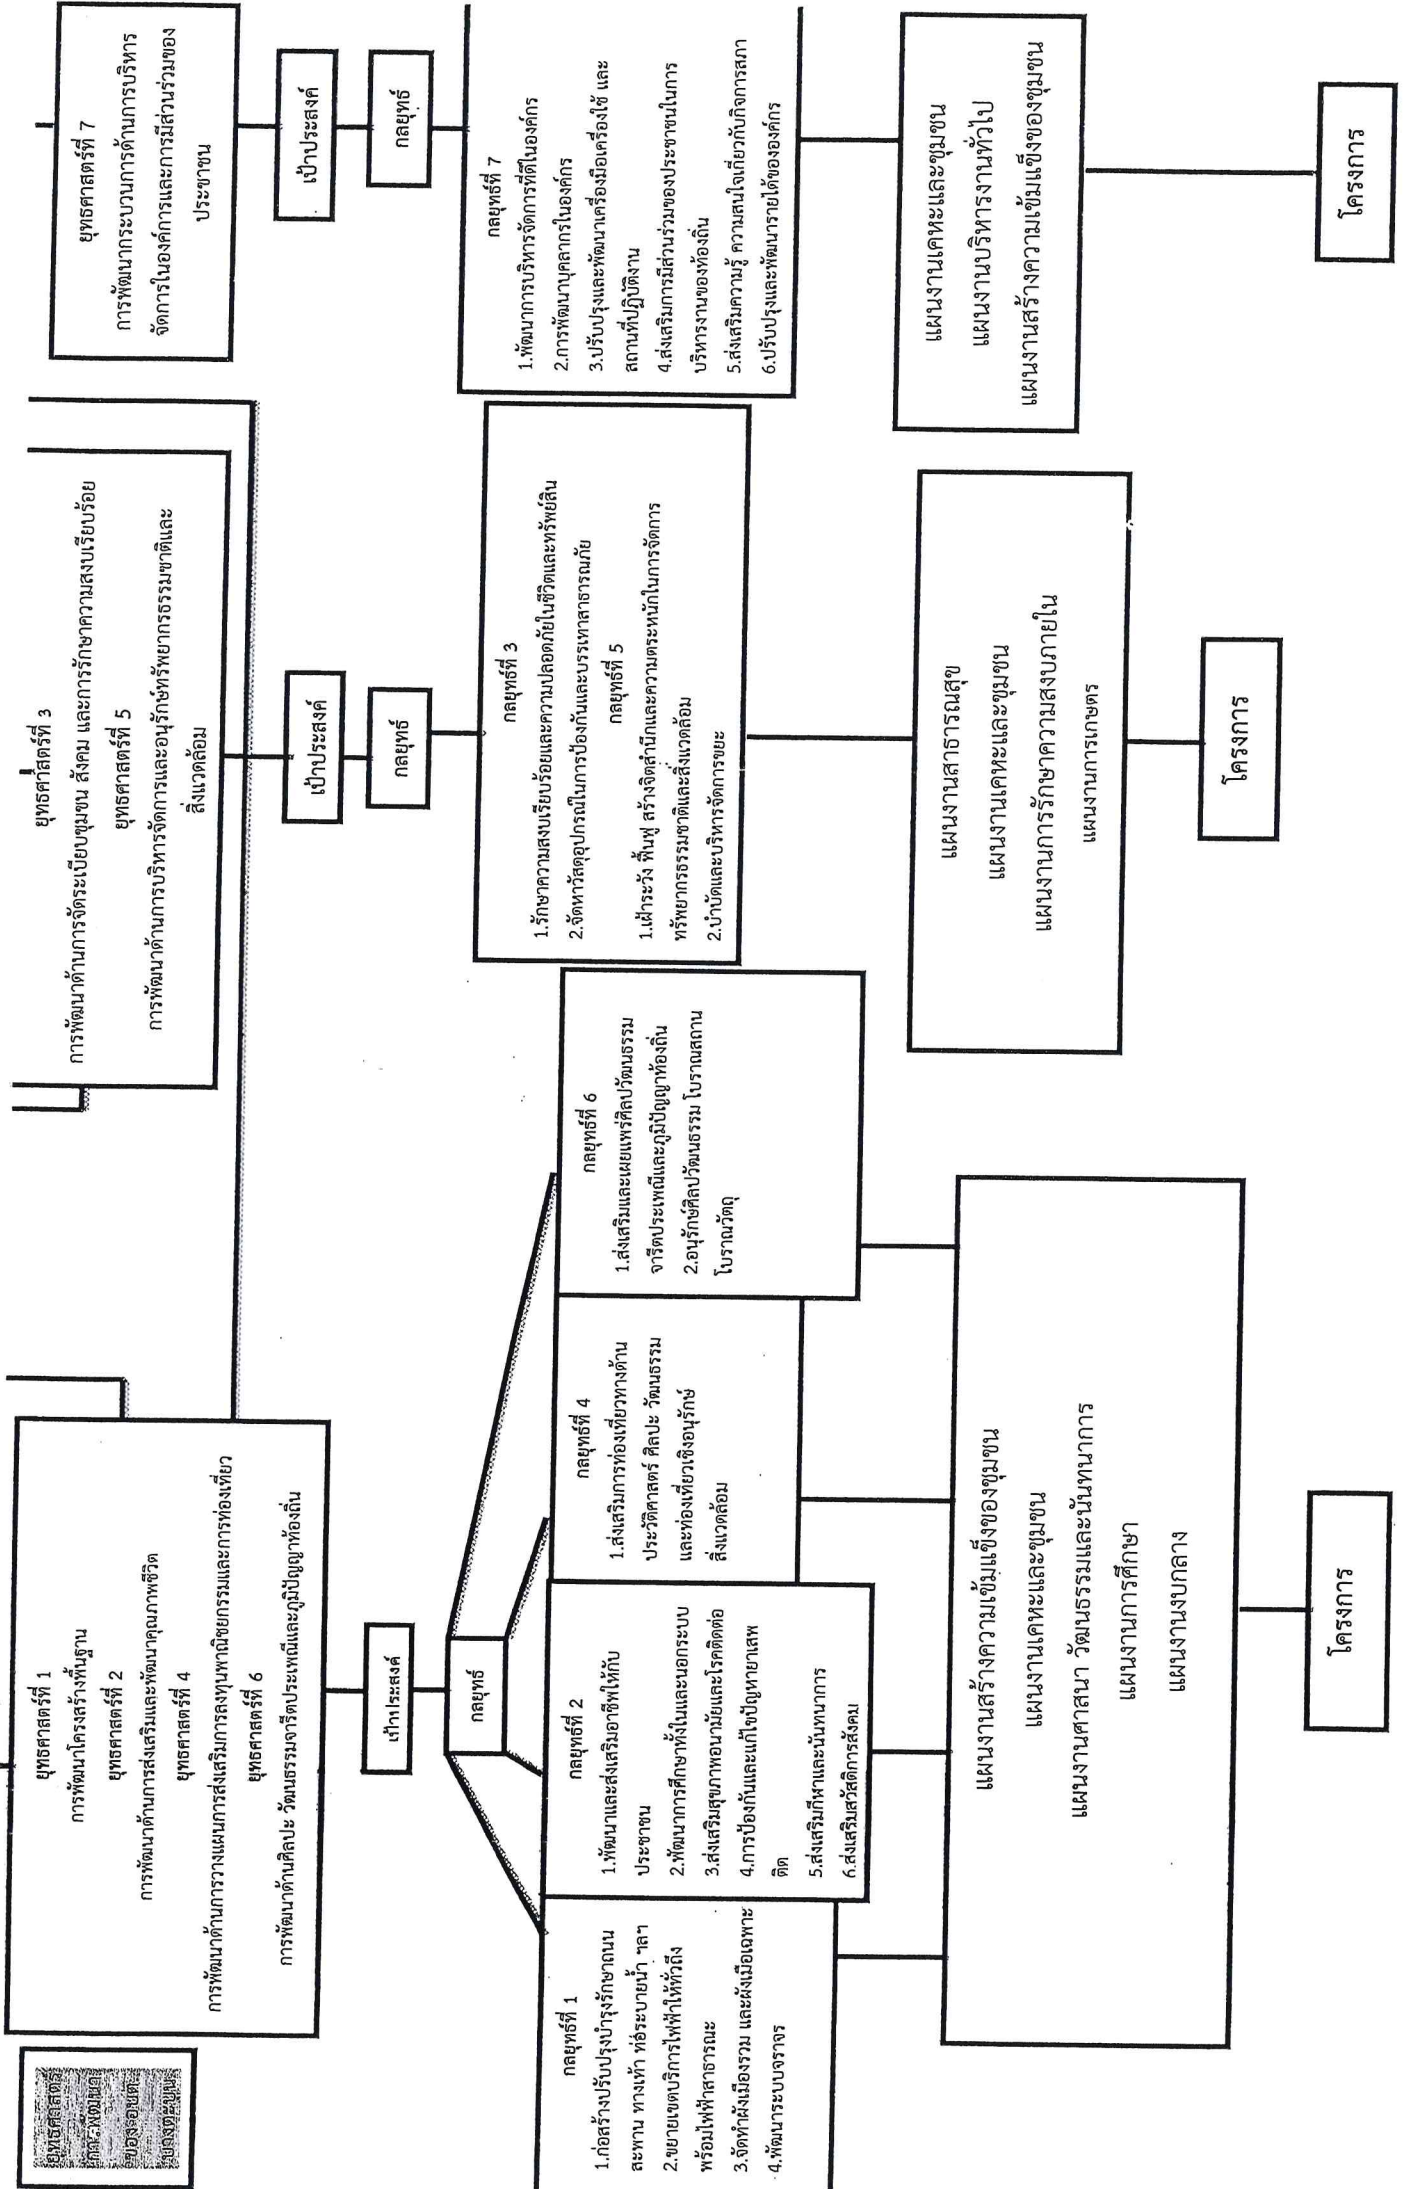 ยุทธศาสตร์
การพัฒนา
ของ
ยุทธศาสตร์ที่ 1
การพัฒนาโครงสร้างพื้นฐาน
ยุทธศาสตร์ที่ 2
การพัฒนาด้านการส่งเสริมและพัฒนาคุณภาพชีวิต
ยุทธศาสตร์ที่ 4
การพัฒนาด้านการวางแผนการส่งเสริมการลงทุนพาณิชยกรรมและการท่องเที่ยว
ยุทธศาสตร์ที่ 6
การพัฒนาด้านศิลปะ วัฒนธรรมจารีตประเพณีและภูมิปัญญาท้องถิ่น
ยุทธศาสตร์ที่ 3
การพัฒนาด้านการจัดระเบียบชุมชน สังคม และการรักษาความสงบเรียบร้อย
ยุทธศาสตร์ที่ 5
การพัฒนาด้านการบริหารจัดการและอนุรักษ์ทรัพยากรธรรมชาติและ
สิ่งแวดล้อม
ยุทธศาสตร์ที่ 7
การพัฒนากระบวนการด้านการบริหาร
จัดการในองค์การและการมีส่วนร่วมของ
ประชาชน
เป้าประสงค์
เป้าประสงค์
เป้าประสงค์
กลยุทธ์
กลยุทธ์
กลยุทธ์
กลยุทธ์ที่ 1
1.ก่อสร้างปรับปรุงบำรุงรักษาถนน
สะพาน ทางเท้า ท่อระบายน้ำ ฯลฯ
2.ขยายเขตบริการไฟฟ้าให้ทั่วถึง
พร้อมไฟฟ้าสาธารณะ
3.จัดทำผังเมืองรวม และผังเมือเฉพาะ
4.พัฒนาระบบจราจร
กลยุทธ์ที่ 2
1.พัฒนาและส่งเสริมอาชีพให้กับ
ประชาชน
2.พัฒนาการศึกษาทั้งในและนอกระบบ
3.ส่งเสริมสุขภาพอนามัยและโรคติดต่อ
4.การป้องกันและแก้ไขปัญหายาเสพ
ติด
5.ส่งเสริมกีฬาและนันทนาการ
6.ส่งเสริมสวัสดิการสังคม
กลยุทธ์ที่ 4
1.ส่งเสริมการท่องเที่ยวทางด้าน
ประวัติศาสตร์ ศิลปะ วัฒนธรรม
และท่องเที่ยวเชิงอนุรักษ์
สิ่งแวดล้อม
กลยุทธ์ที่ 6
1.ส่งเสริมและเผยแพร่ศิลปวัฒนธรรม
จารีตประเพณีและภูมิปัญญาท้องถิ่น
2.อนุรักษ์ศิลปวัฒนธรรม โบราณสถาน
โบราณวัตถุ
กลยุทธ์ที่ 3
1.รักษาความสงบเรียบร้อยและความปลอดภัยในชีวิตและทรัพย์สิน
2.จัดหาวัสดุอุปกรณ์ในการป้องกันและบรรเทาสาธารณภัย
กลยุทธ์ที่ 5
1.เฝ้าระวัง ฟื้นฟู สร้างจิตสำนึกและความตระหนักในการจัดการ
ทรัพยากรธรรมชาติและสิ่งแวดล้อม
2.บำบัดและบริหารจัดการขยะ
กลยุทธ์ที่ 7
1.พัฒนาการบริหารจัดการที่ดีในองค์กร
2.การพัฒนาบุคลากรในองค์กร
3.ปรับปรุงและพัฒนาเครื่องมือเครื่องใช้ และ
สถานที่ปฏิบัติงาน
4.ส่งเสริมการมีส่วนร่วมของประชาชนในการ
บริหารงานของท้องถิ่น
5.ส่งเสริมความรู้ ความสนใจเกี่ยวกับกิจการสภา
6.ปรับปรุงและพัฒนารายได้ขององค์กร
แผนงานสร้างความเข้มแข็งของชุมชน
แผนงานเคหะและชุมชน
แผนงานศาสนา วัฒนธรรมและนันทนาการ
แผนงานการศึกษา
แผนงานงบกลาง
แผนงานสาธารณสุข
แผนงานเคหะและชุมชน
แผนงานการรักษาความสงบภายใน
แผนงานการเกษตร
แผนงานเคหะและชุมชน
แผนงานบริหารงานทั่วไป
แผนงานสร้างความเข้มแข็งของชุมชน
โครงการ
โครงการ
โครงการ